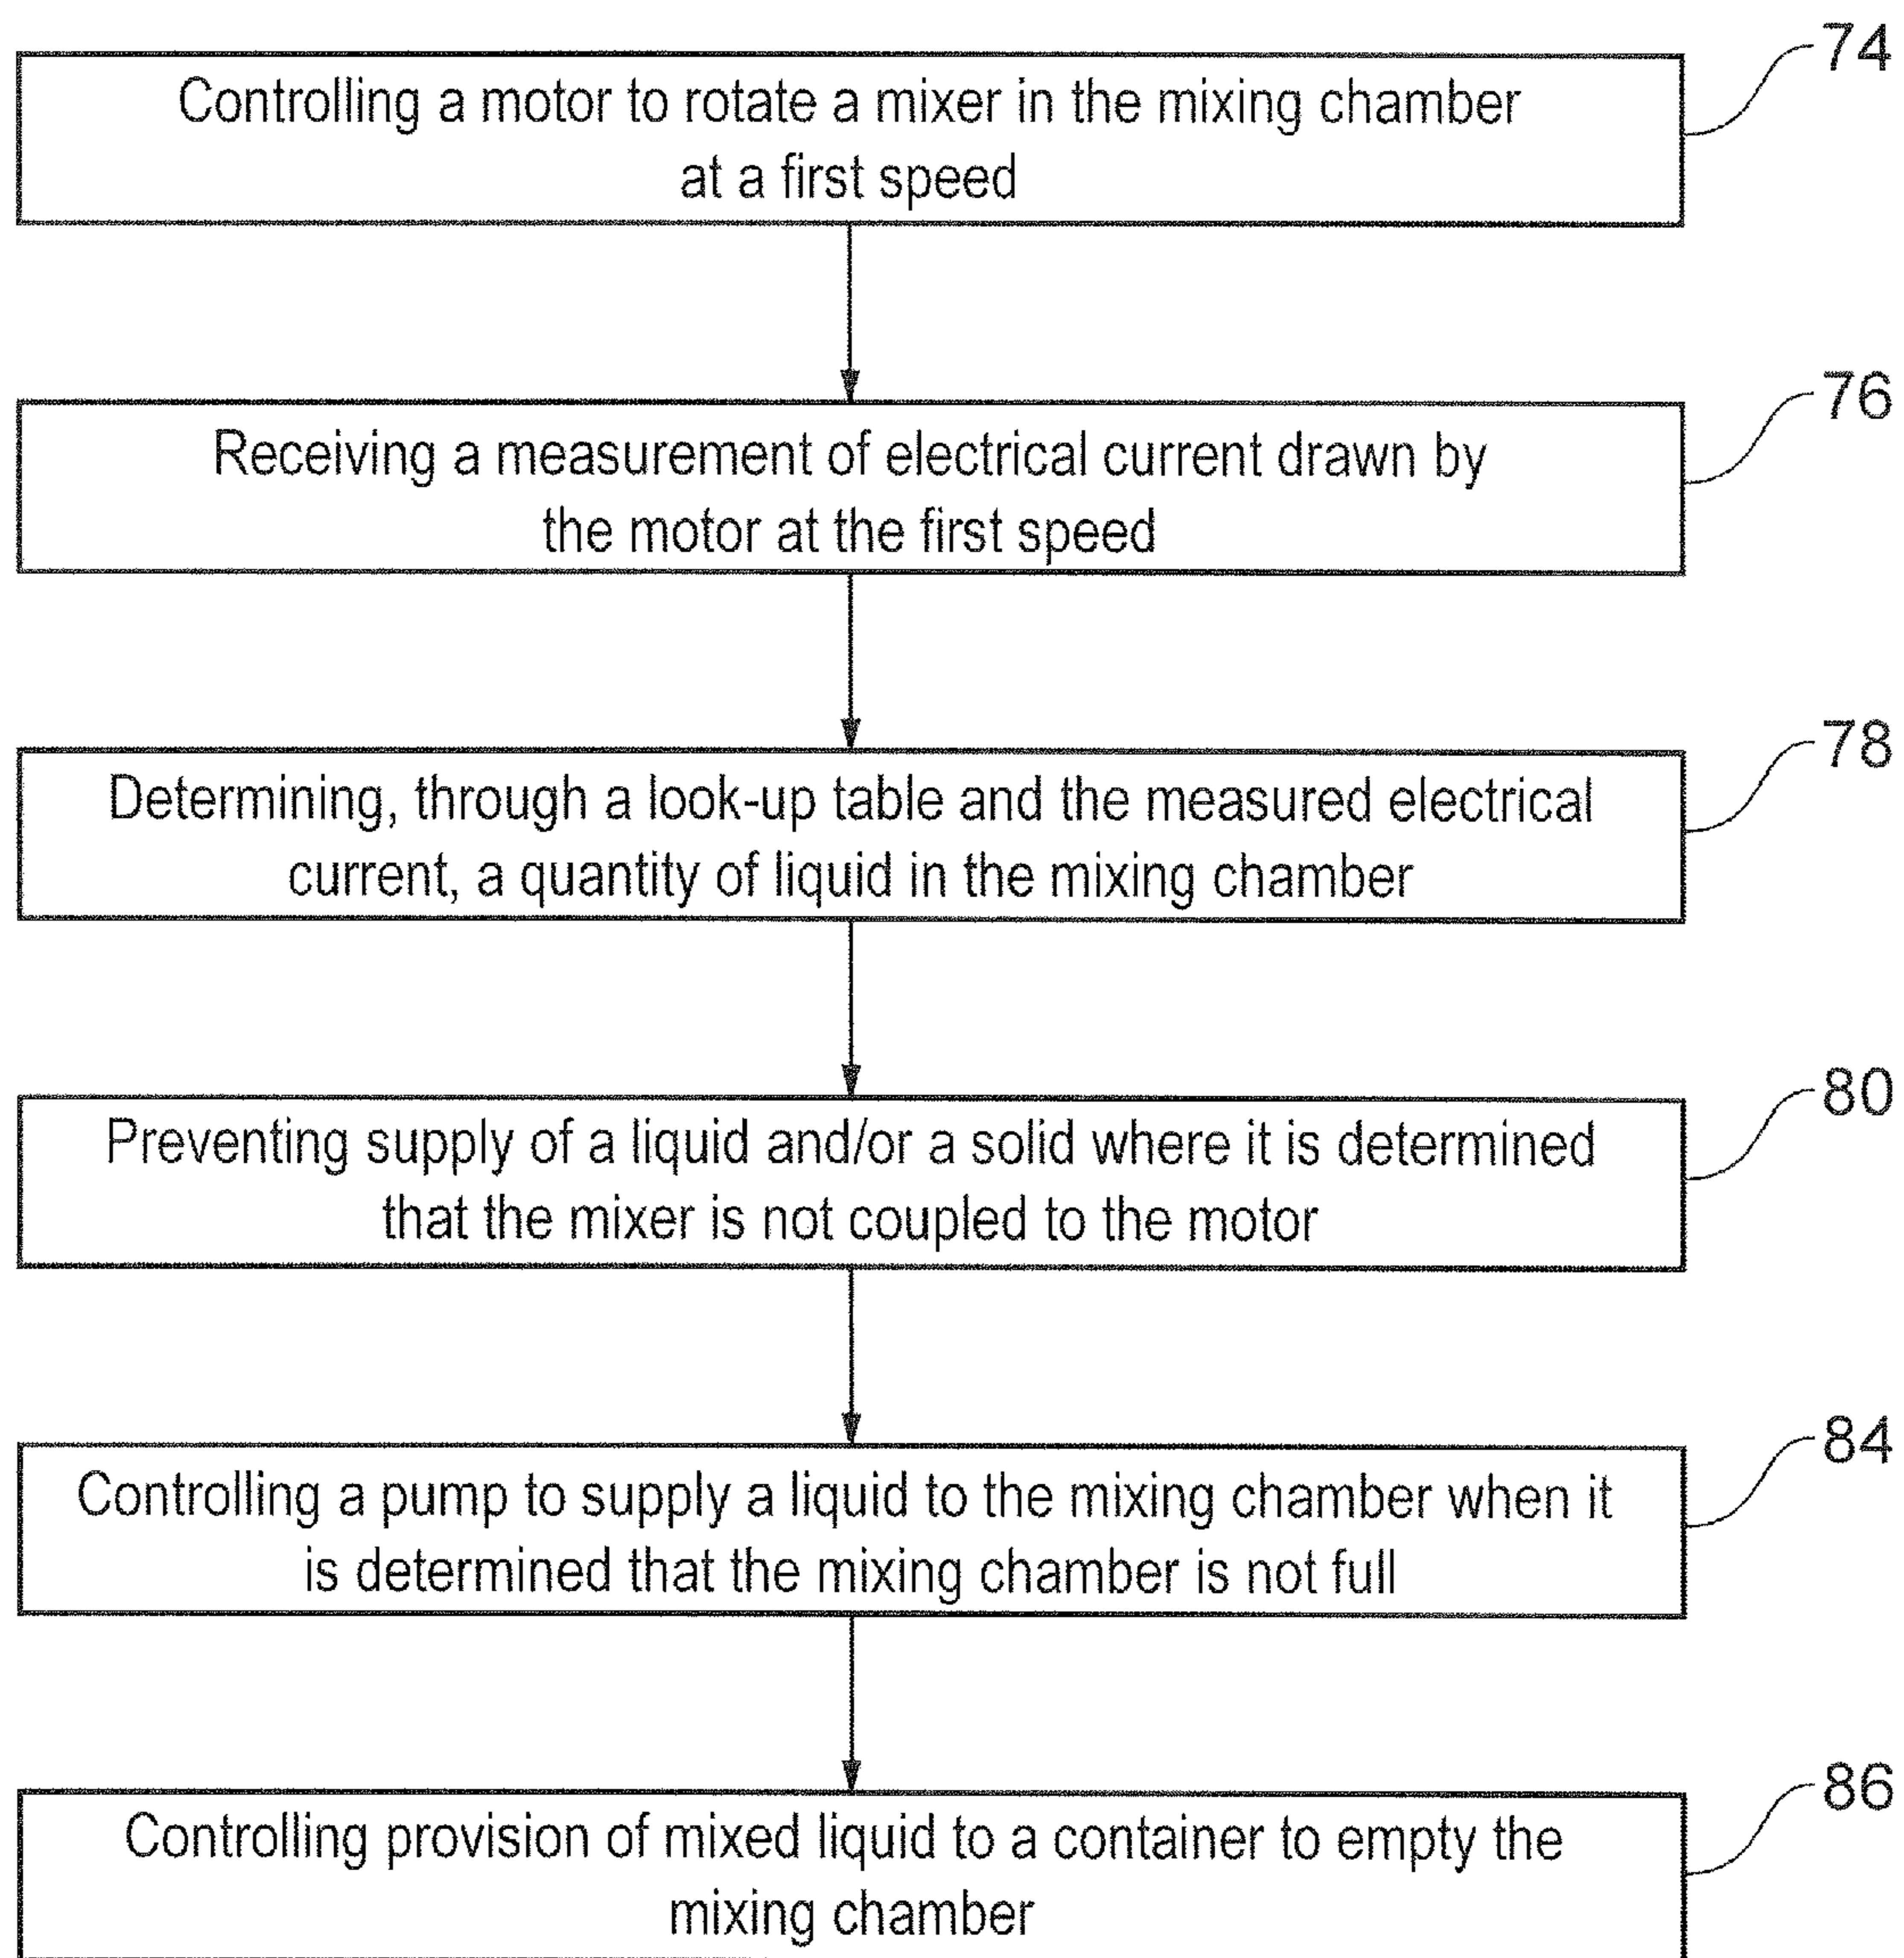 74
Controlling a motor to rotate a mixer in the mixing chamber
at a first speed
76
Receiving a measurement of electrical current drawn by
the motor at the first speed
78
Determining, through a look-up table and the measured electrical
current, a quantity of liquid in the mixing chamber
80
Preventing supply of a liquid and/or a solid where it is determined
that the mixer is not coupled to the motor
84
Controlling a pump to supply a liquid to the mixing chamber when it
is determined that the mixing chamber is not full
86
Controlling provision of mixed liquid to a container to empty the
mixing chamber